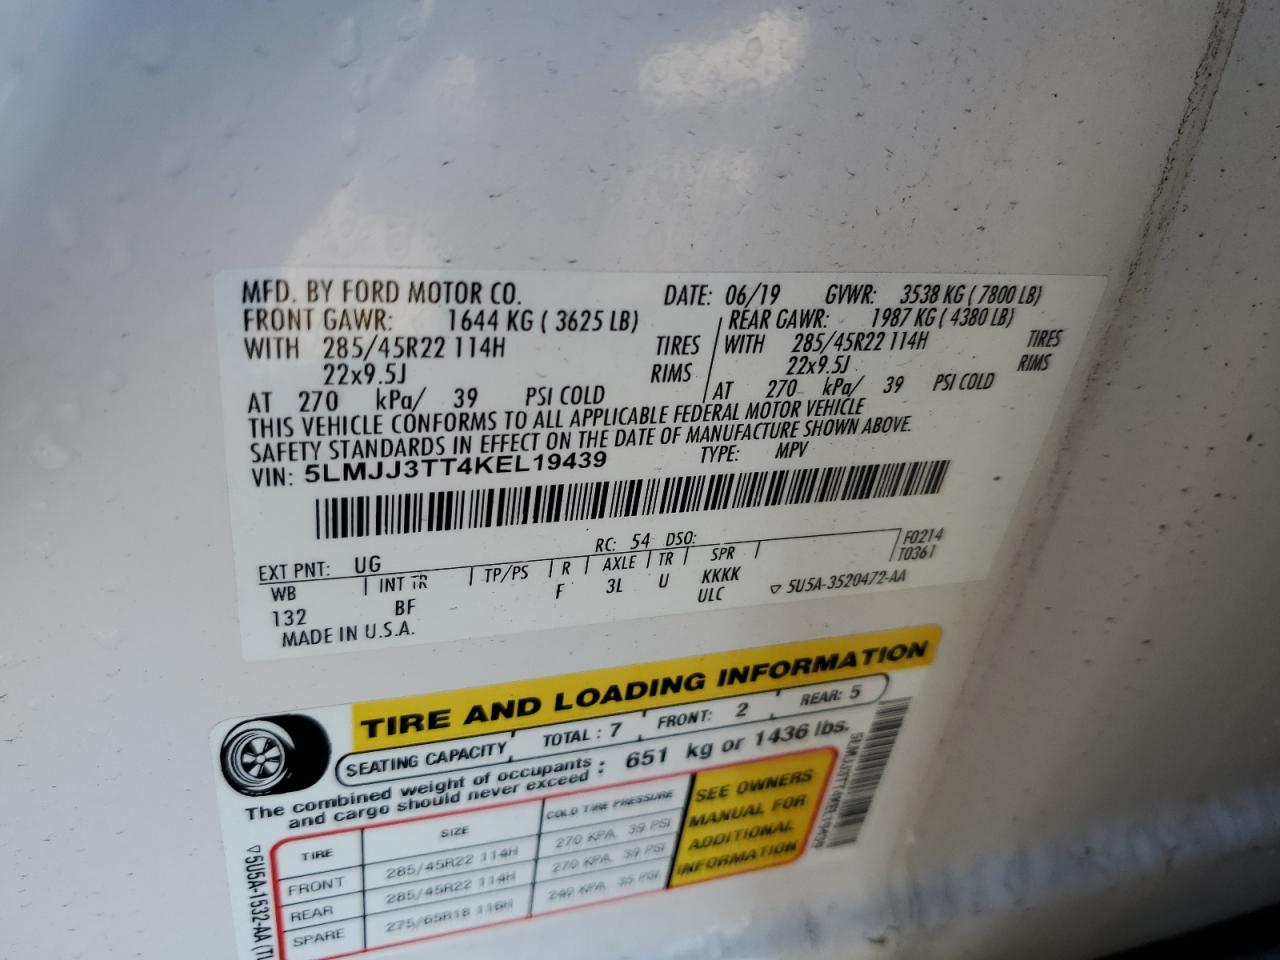 MFD. BY FORD MOTOR CO. DATE: 06/19 GVWR: 3538 KG ( 7800 LB)
FRONT GAWR: 1644 KG ( 3625 LB) REAR GAWR: 1987 KG ( 4380 LB)
WITH 285/45R22 114H TIRES WITH 285/45R22 114H TIRES
22x9.5J RIMS 22x9.5J RIMS
AT 270 kPa/ 39 PSI COLD AT 270 kPa/ 39 PSI COLD
THIS VEHICLE CONFORMS TO ALL APPLICABLE FEDERAL MOTOR VEHICLE
SAFETY STANDARDS IN EFFECT ON THE DATE OF MANUFACTURE SHOWN ABOVE.
VIN: 5LMJJ3TT4KEL19439 TYPE: MPV
EXT PNT: UG RC: 54 DSO: F0214
WB INT TR TP/PS R AXLE TR SPR T0361
132 BF F 3L U KKKK ▽ 5U5A-3520472-AA
ULC
MADE IN U.S.A.
TIRE AND LOADING INFORMATION
SEATING CAPACITY TOTAL : 7 FRONT: 2 REAR: 5
The combined weight of occupants and cargo should never exceed : 651 kg or 1436 lbs.
TIRE SIZE COLD TIRE PRESSURE
FRONT 285/45R22 114H 270 KPA, 39 PSI
REAR 285/45R22 114H 270 KPA, 39 PSI
SPARE 275/65R18 116H 240 KPA, 35 PSI
SEE OWNERS
MANUAL FOR
ADDITIONAL
INFORMATION
5LMJJ3TT4KEL19439
▽5U5A-1532-AA